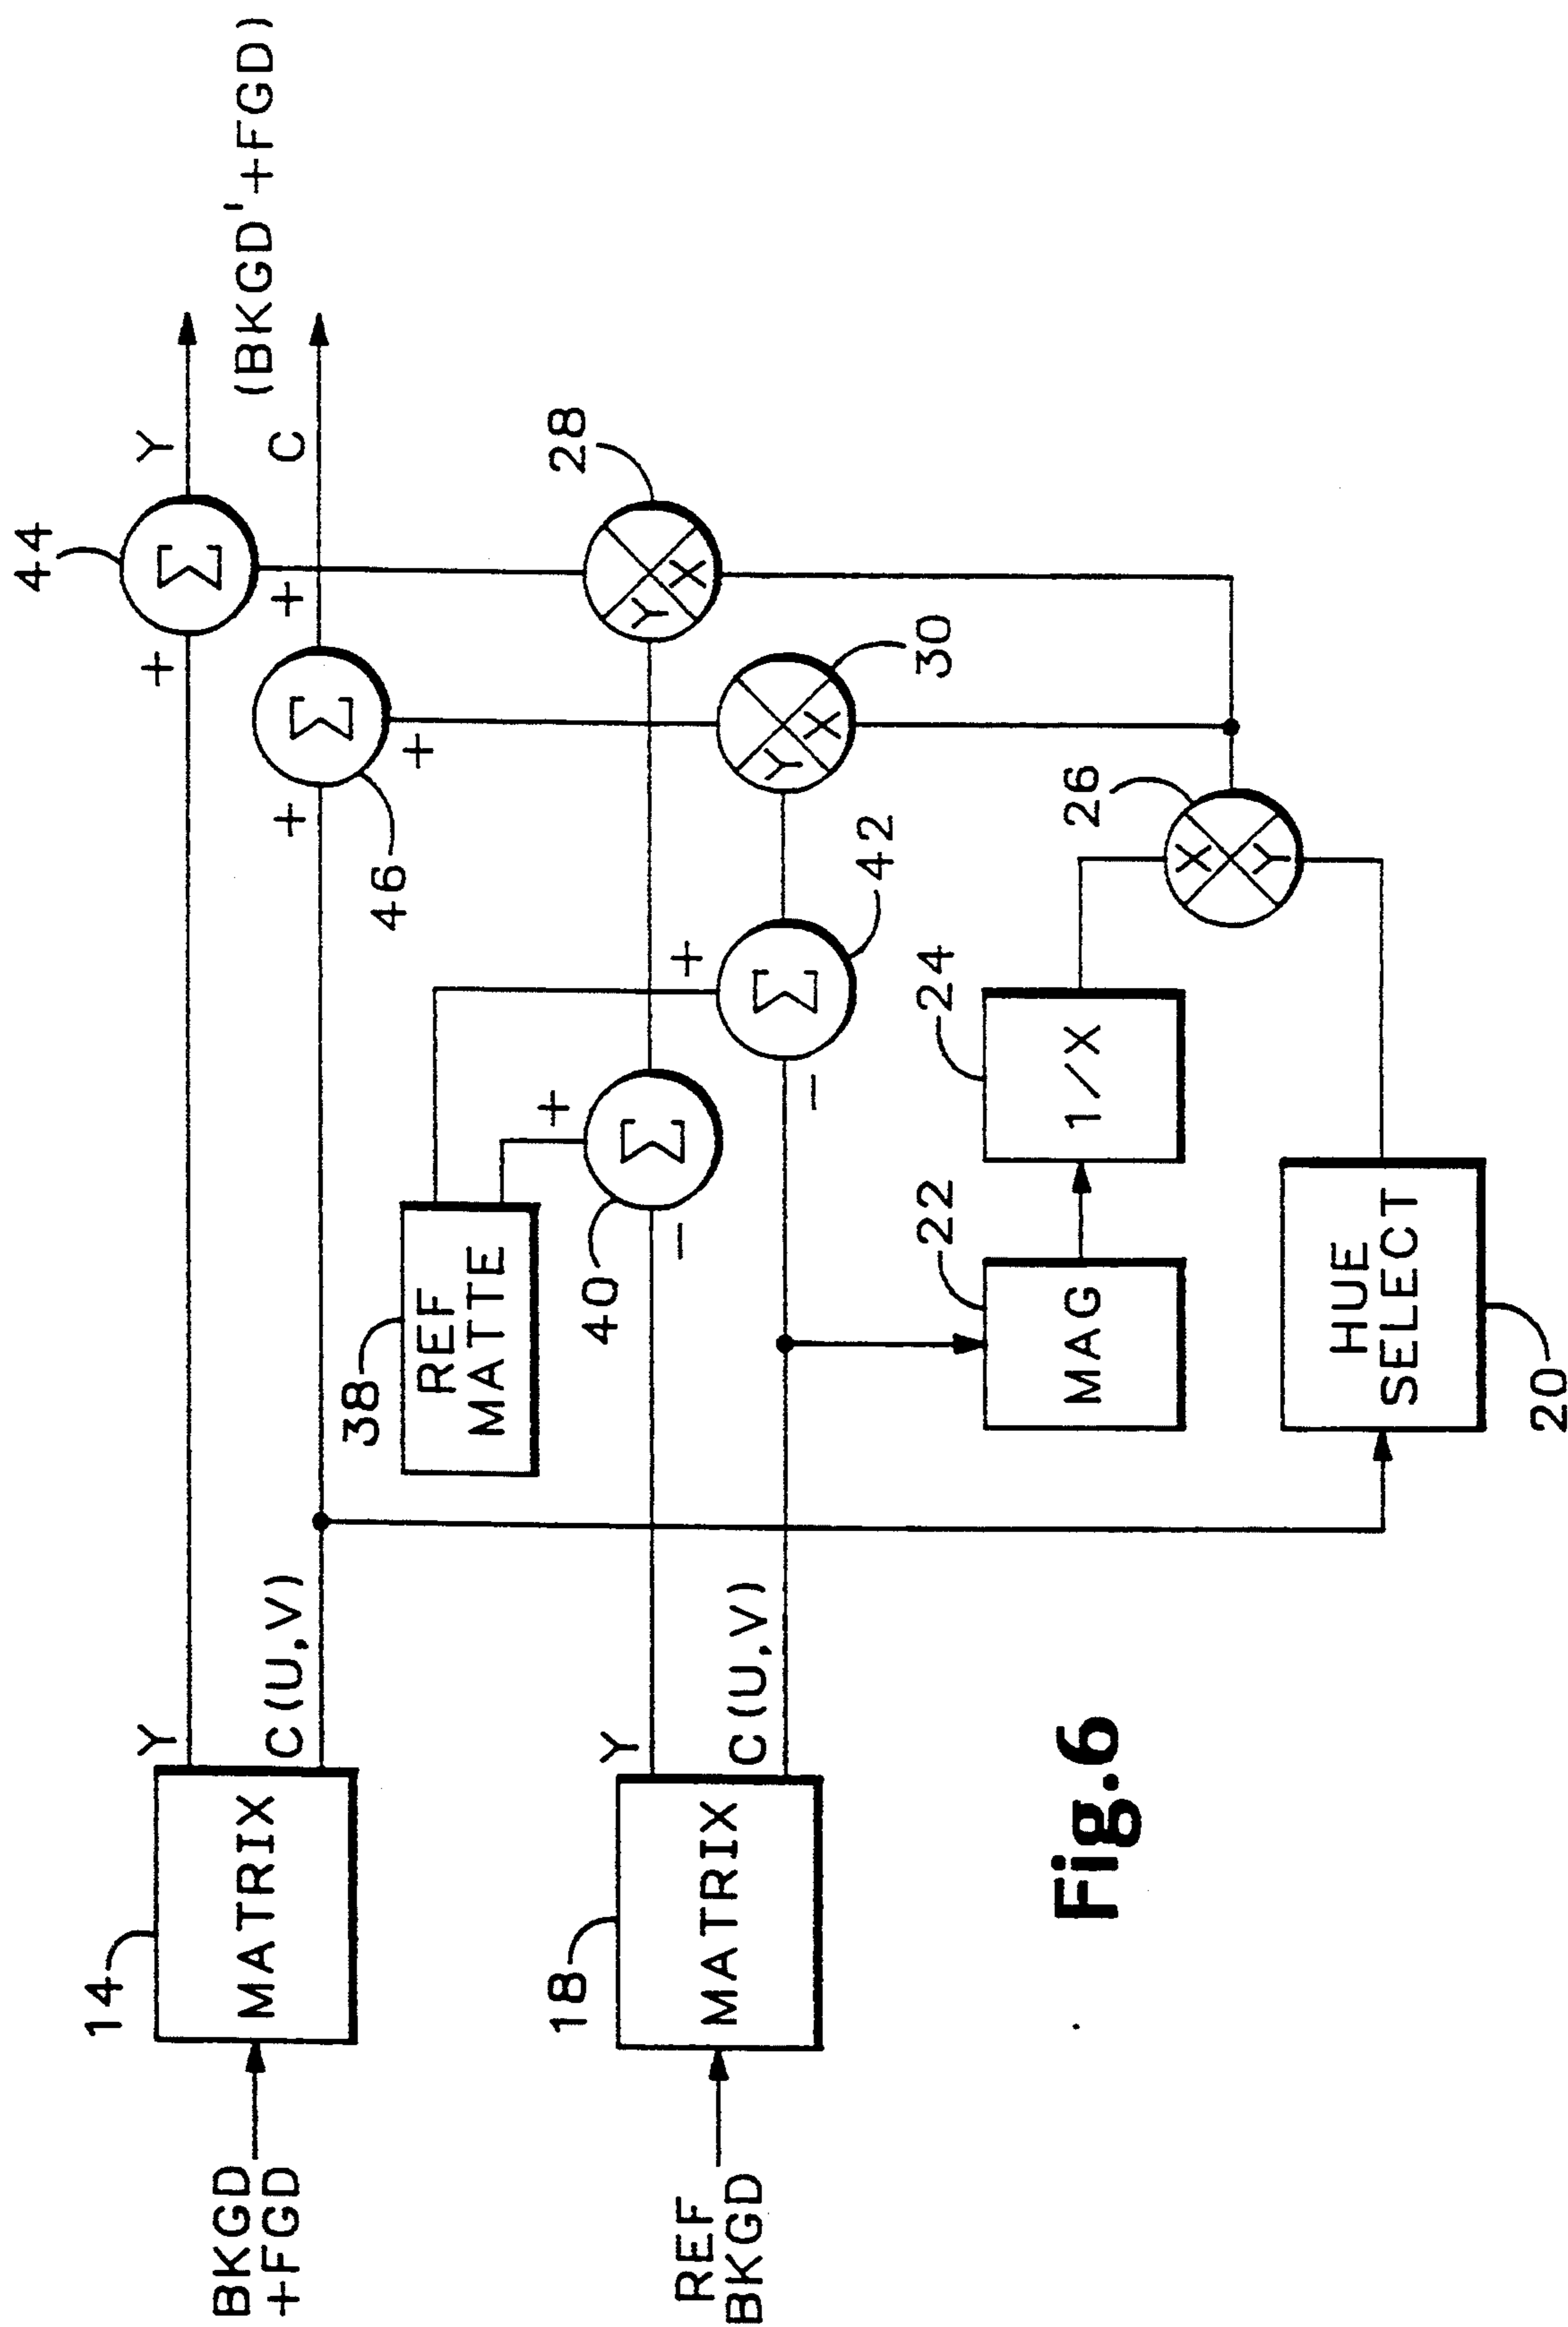 44
Y
(BKGD'+FGD)
C
+
Σ
+
Σ
+
+
46
28
Y
X
30
Y
X
14
Y
MATRIX
C(U,V)
BKGD
+FGD
38
REF
MATTE
+
Σ
40
−
+
Σ
42
−
18
Y
MATRIX
C(U,V)
REF
BKGD
22
MAG
24
1/X
26
X
Y
HUE
SELECT
20
Fig.6